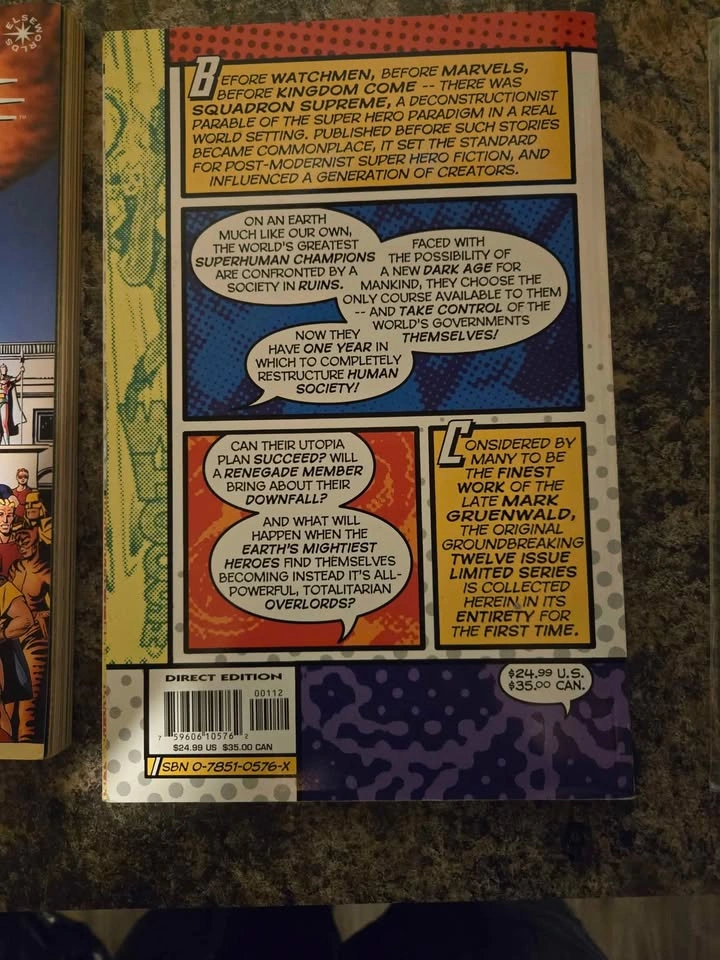 ELSEWORLDS
TM
BEFORE WATCHMEN, BEFORE MARVELS,
BEFORE KINGDOM COME -- THERE WAS
SQUADRON SUPREME, A DECONSTRUCTIONIST
PARABLE OF THE SUPER HERO PARADIGM IN A REAL
WORLD SETTING. PUBLISHED BEFORE SUCH STORIES
BECAME COMMONPLACE, IT SET THE STANDARD
FOR POST-MODERNIST SUPER HERO FICTION, AND
INFLUENCED A GENERATION OF CREATORS.
ON AN EARTH
MUCH LIKE OUR OWN,
THE WORLD'S GREATEST
SUPERHUMAN CHAMPIONS
ARE CONFRONTED BY A
SOCIETY IN RUINS.
FACED WITH
THE POSSIBILITY OF
A NEW DARK AGE FOR
MANKIND, THEY CHOOSE THE
ONLY COURSE AVAILABLE TO THEM
-- AND TAKE CONTROL OF THE
WORLD'S GOVERNMENTS
THEMSELVES!
NOW THEY
HAVE ONE YEAR IN
WHICH TO COMPLETELY
RESTRUCTURE HUMAN
SOCIETY!
CAN THEIR UTOPIA
PLAN SUCCEED? WILL
A RENEGADE MEMBER
BRING ABOUT THEIR
DOWNFALL?
AND WHAT WILL
HAPPEN WHEN THE
EARTH'S MIGHTIEST
HEROES FIND THEMSELVES
BECOMING INSTEAD IT'S ALL-
POWERFUL, TOTALITARIAN
OVERLORDS?
CONSIDERED BY
MANY TO BE
THE FINEST
WORK OF THE
LATE MARK
GRUENWALD,
THE ORIGINAL
GROUNDBREAKING
TWELVE ISSUE
LIMITED SERIES
IS COLLECTED
HEREIN IN ITS
ENTIRETY FOR
THE FIRST TIME.
$24.99 U.S.
$35.00 CAN.
DIRECT EDITION
00112
7 59606 10576 2
$24.99 US $35.00 CAN
ISBN 0-7851-0576-X